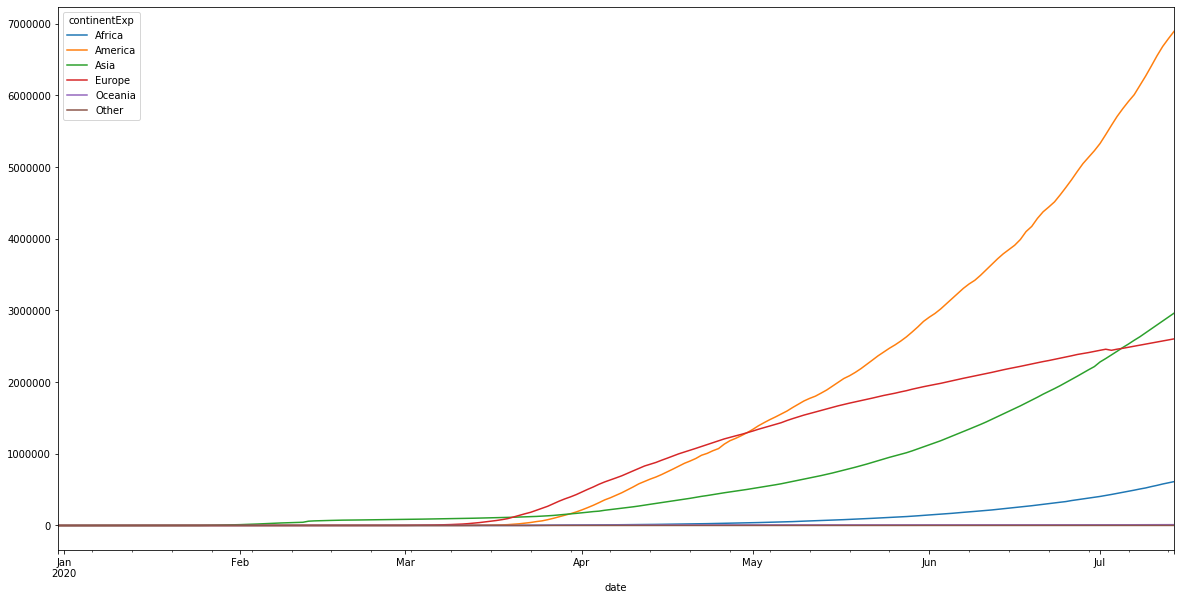 continentExp
Africa
America
Asia
Europe
Oceania
Other
7000000
6000000
5000000
4000000
3000000
2000000
1000000
0
Jan Feb Mar Apr May Jun Jul
2020
date